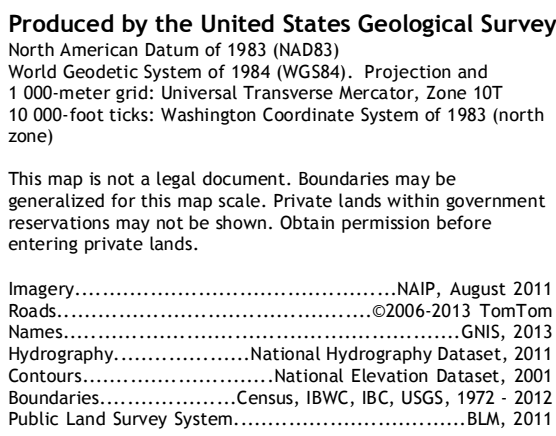 Produced by the United States Geological Survey
North American Datum of 1983 (NAD83)
World Geodetic System of 1984 (WGS84).  Projection and
1 000-meter grid: Universal Transverse Mercator, Zone 10T
10 000-foot ticks: Washington Coordinate System of 1983 (north
zone)
This map is not a legal document. Boundaries may be
generalized for this map scale. Private lands within government
reservations may not be shown. Obtain permission before
entering private lands.
Imagery..............................................NAIP, August 2011
Roads.................................................©2006-2013 TomTom
Names.........................................................GNIS, 2013
Hydrography...................National Hydrography Dataset, 2011
Contours...........................National Elevation Dataset, 2001
Boundaries...................Census, IBWC, IBC, USGS, 1972 - 2012
Public Land Survey System.................................BLM, 2011